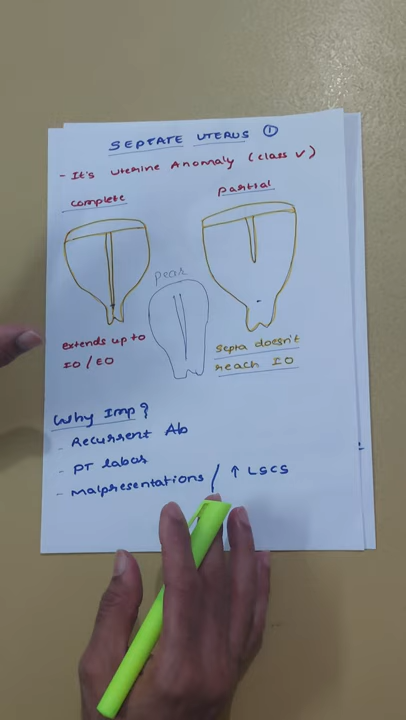 SEPTATE UTERUS ①
- It's Uterine Anomaly (class V)
complete
partial
pear
extends up to
IO / EO
Septa doesn't
reach IO
Why Imp?
- Recurrent Ab
- PT labar
- Malpresentations / ↑ LSCS